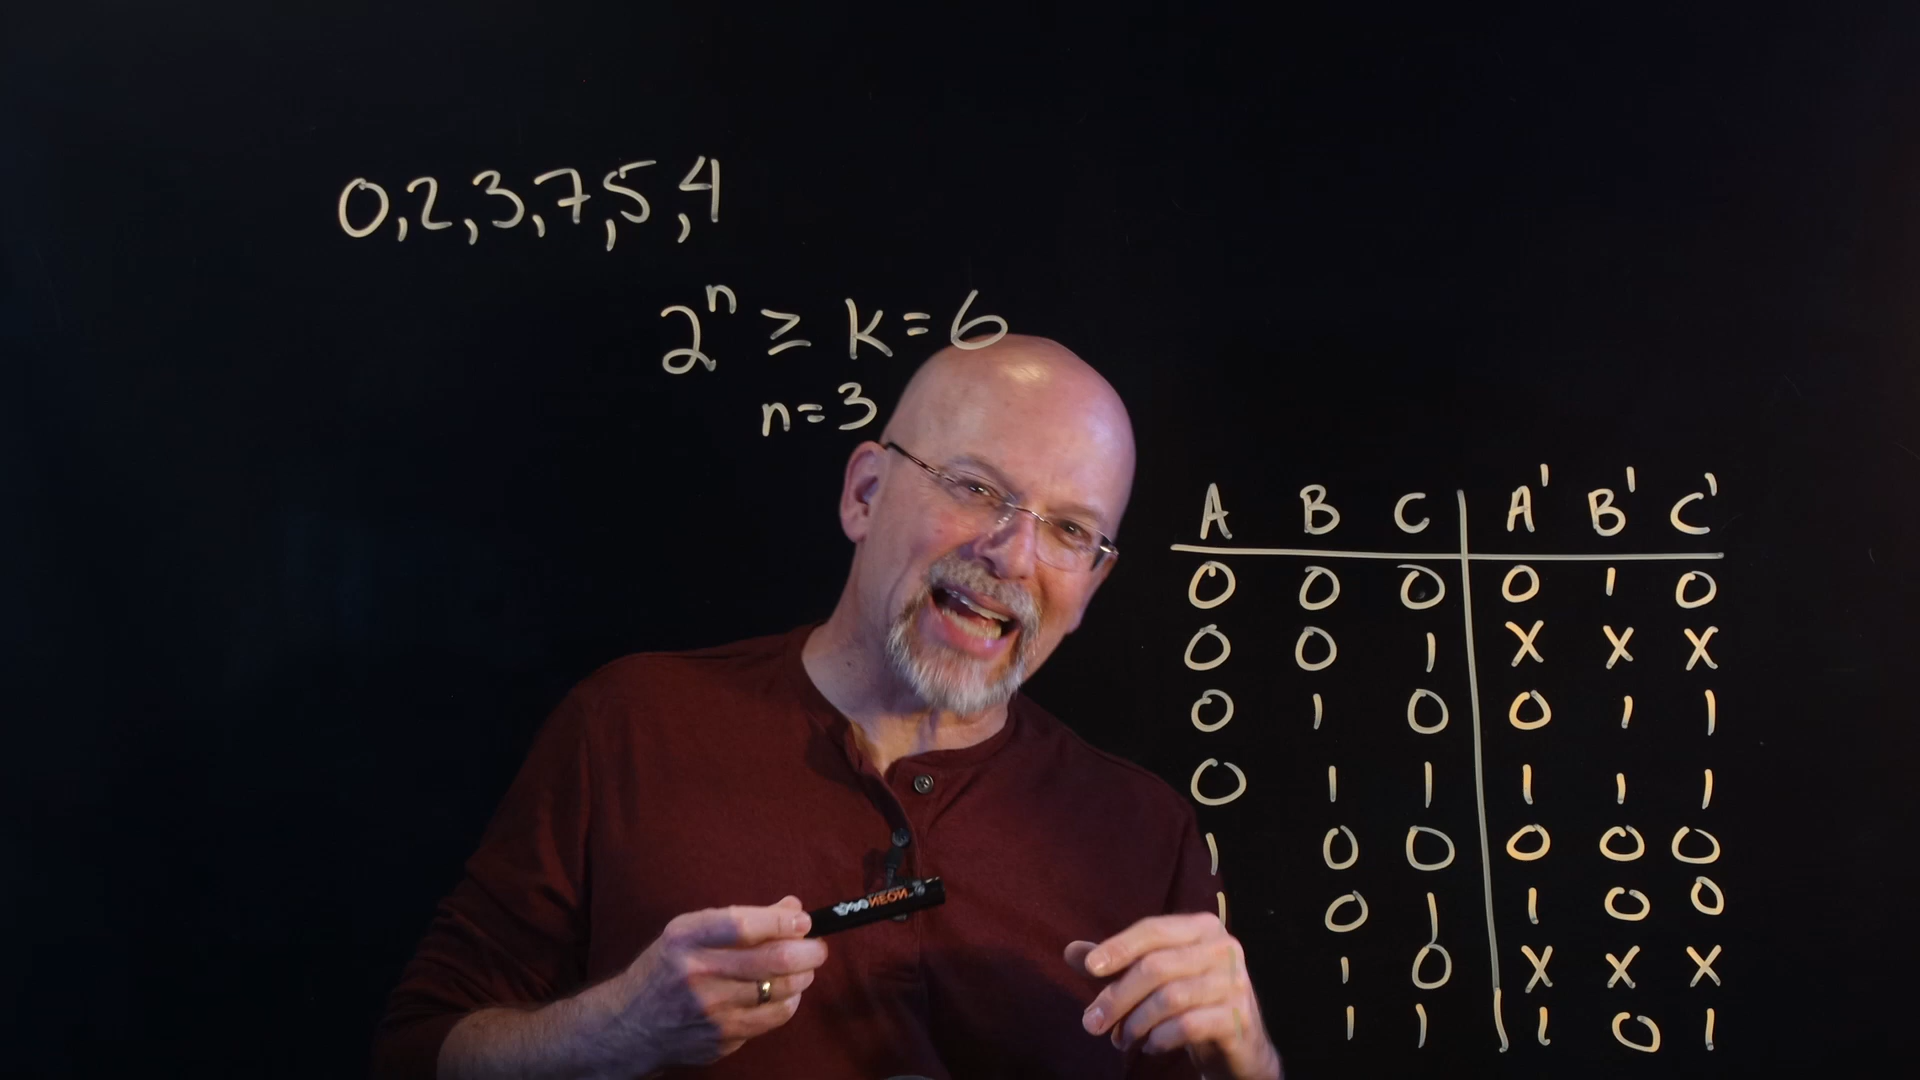 0,2,3,7,5,4
2ⁿ ≥ k=6
n=3
A B C A' B' C'
0 0 0 0 1 0
0 0 1 X X X
0 1 0 0 1 1
0 1 1 1 1 1
1 0 0 0 0 0
1 0 1 1 0 0
1 0 X X X
1 1 1 0 1
NEON